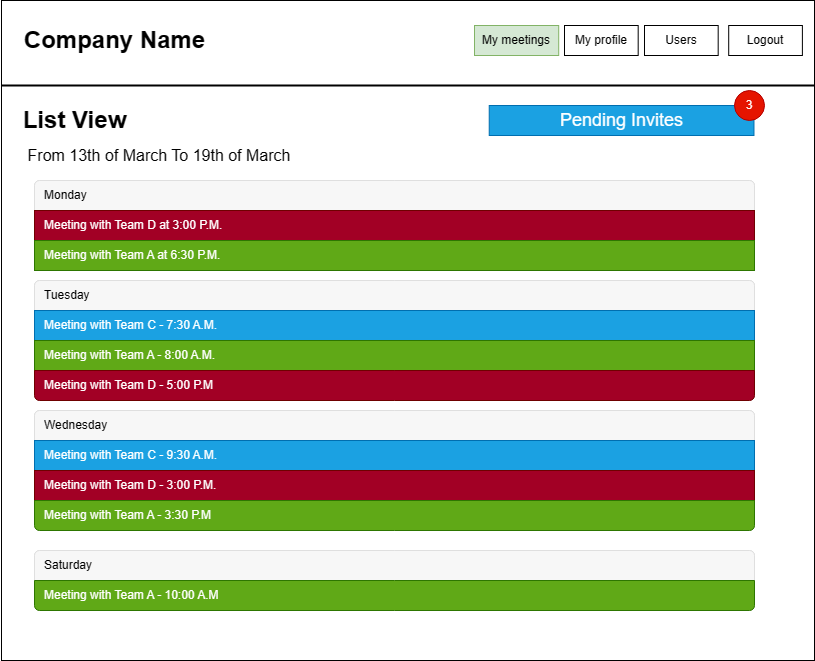 Company Name
My meetings
My profile
Users
Logout
List View
Pending Invites
3
From 13th of March To 19th of March
Monday
Meeting with Team D at 3:00 P.M.
Meeting with Team A at 6:30 P.M.
Tuesday
Meeting with Team C - 7:30 A.M.
Meeting with Team A - 8:00 A.M.
Meeting with Team D - 5:00 P.M
Wednesday
Meeting with Team C - 9:30 A.M.
Meeting with Team D - 3:00 P.M.
Meeting with Team A - 3:30 P.M
Saturday
Meeting with Team A - 10:00 A.M